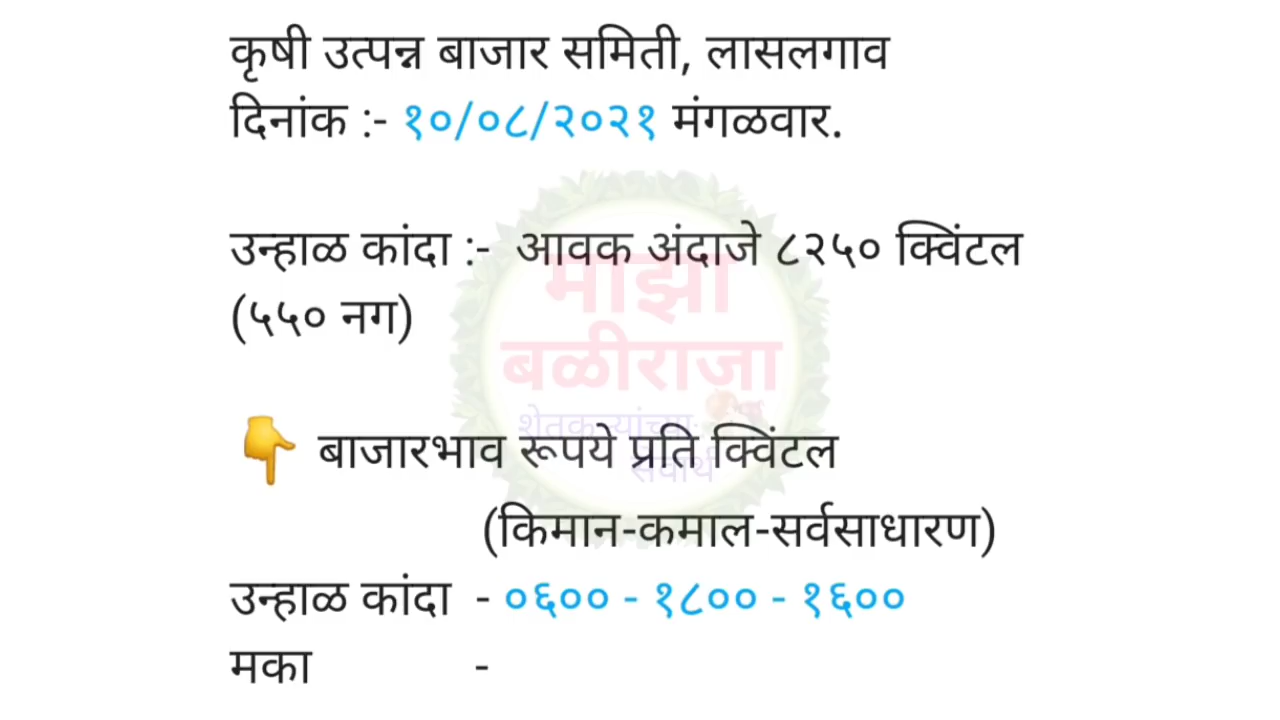 कृषी उत्पन्न बाजार समिती, लासलगाव
दिनांक :- १०/०८/२०२१ मंगळवार.
उन्हाळ कांदा :- आवक अंदाजे ८२५० क्विंटल
(५५० नग)
माझा
बळीराजा
शेतकऱ्यांच्या
सेवार्थ
बाजारभाव रूपये प्रति क्विंटल
(किमान-कमाल-सर्वसाधारण)
उन्हाळ कांदा - ०६०० - १८०० - १६००
मका -